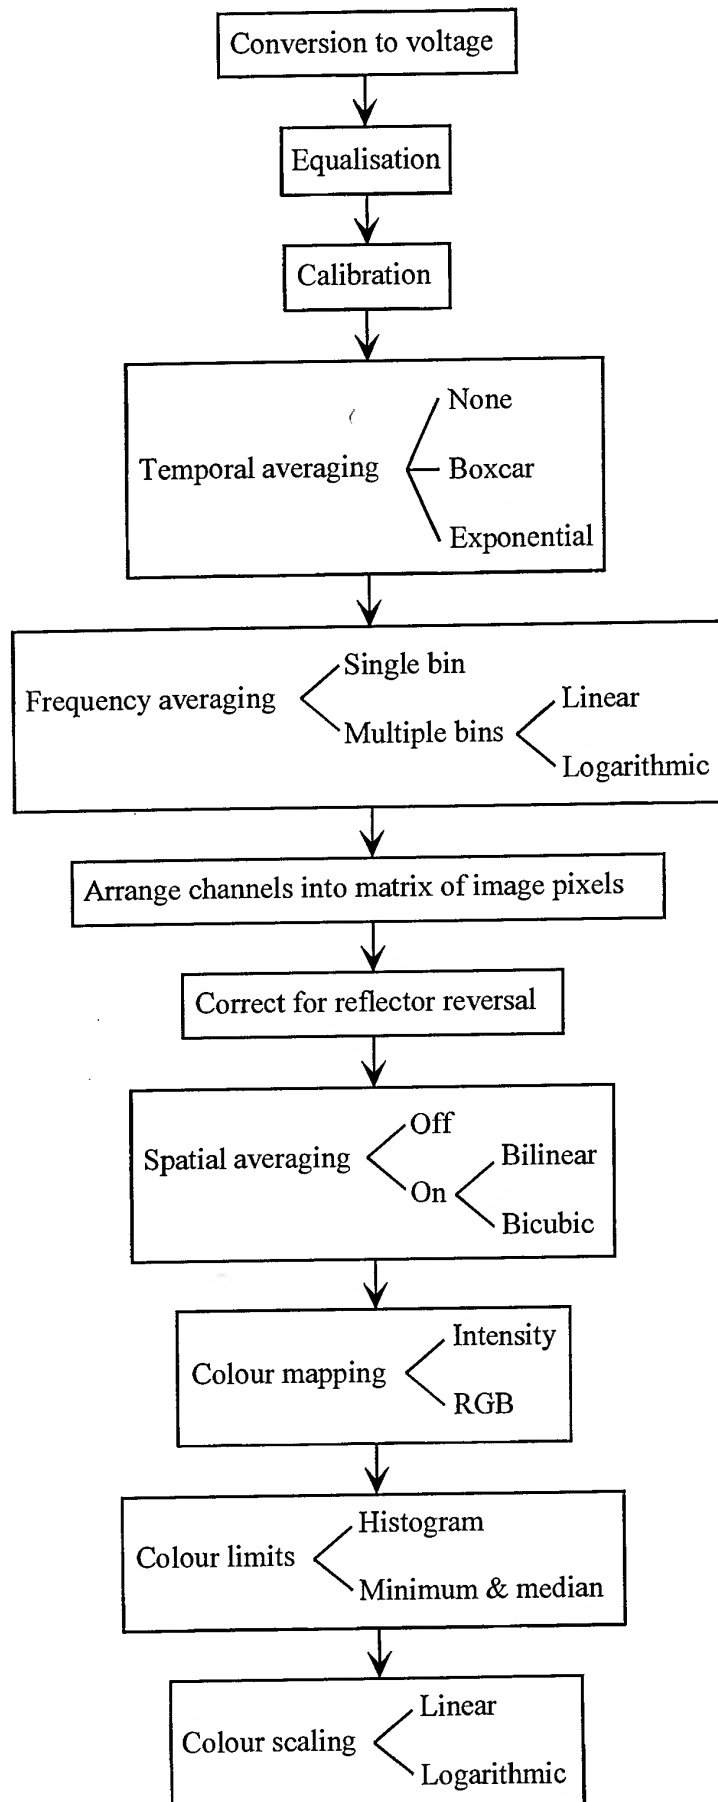 Conversion to voltage
Equalisation
Calibration
Temporal averaging
None
Boxcar
Exponential
Frequency averaging
Single bin
Multiple bins
Linear
Logarithmic
Arrange channels into matrix of image pixels
Correct for reflector reversal
Spatial averaging
Off
On
Bilinear
Bicubic
Colour mapping
Intensity
RGB
Colour limits
Histogram
Minimum & median
Colour scaling
Linear
Logarithmic